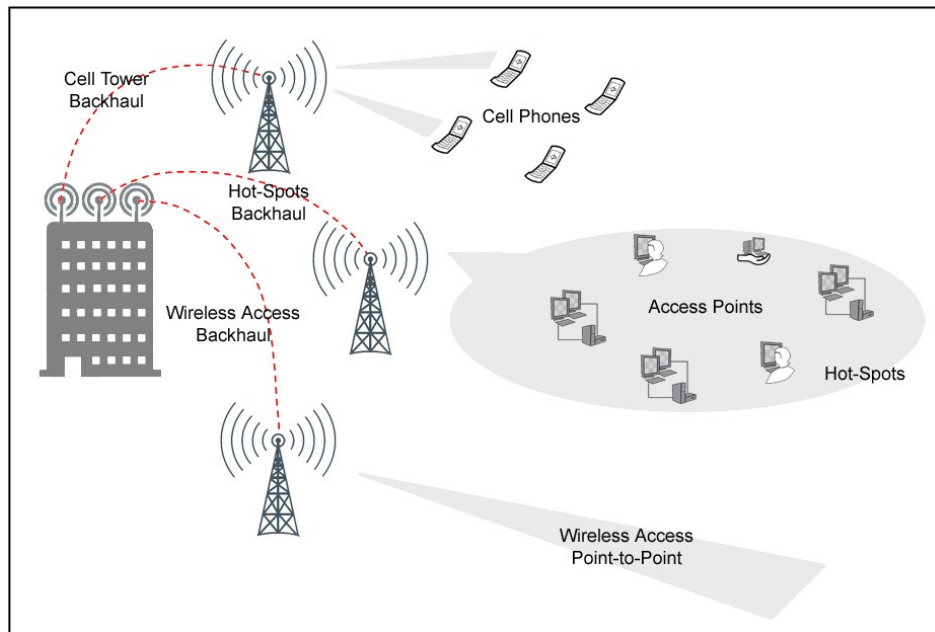 Cell Tower
Backhaul
Cell Phones
Hot-Spots
Backhaul
Wireless Access
Backhaul
Access Points
Hot-Spots
Wireless Access
Point-to-Point